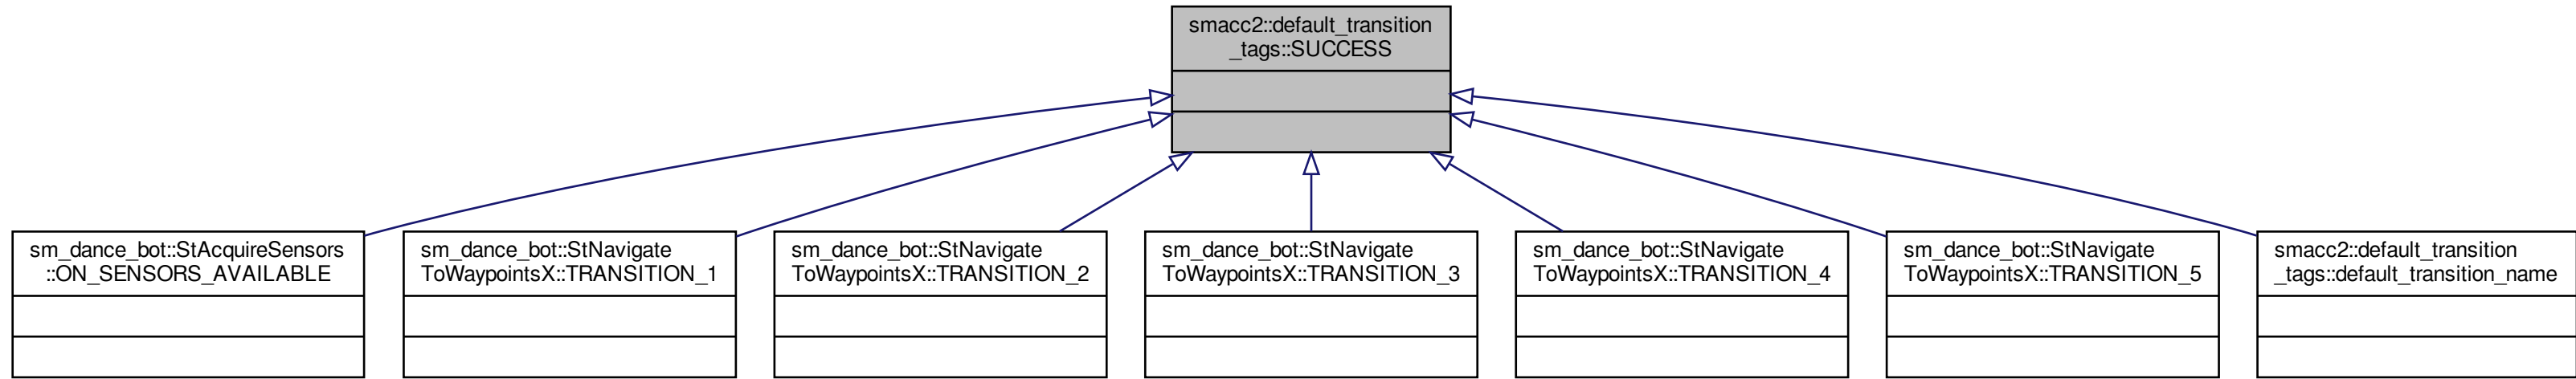 smacc2::default_transition
_tags::SUCCESS
sm_dance_bot::StAcquireSensors
::ON_SENSORS_AVAILABLE
sm_dance_bot::StNavigate
ToWaypointsX::TRANSITION_1
sm_dance_bot::StNavigate
ToWaypointsX::TRANSITION_2
sm_dance_bot::StNavigate
ToWaypointsX::TRANSITION_3
sm_dance_bot::StNavigate
ToWaypointsX::TRANSITION_4
sm_dance_bot::StNavigate
ToWaypointsX::TRANSITION_5
smacc2::default_transition
_tags::default_transition_name